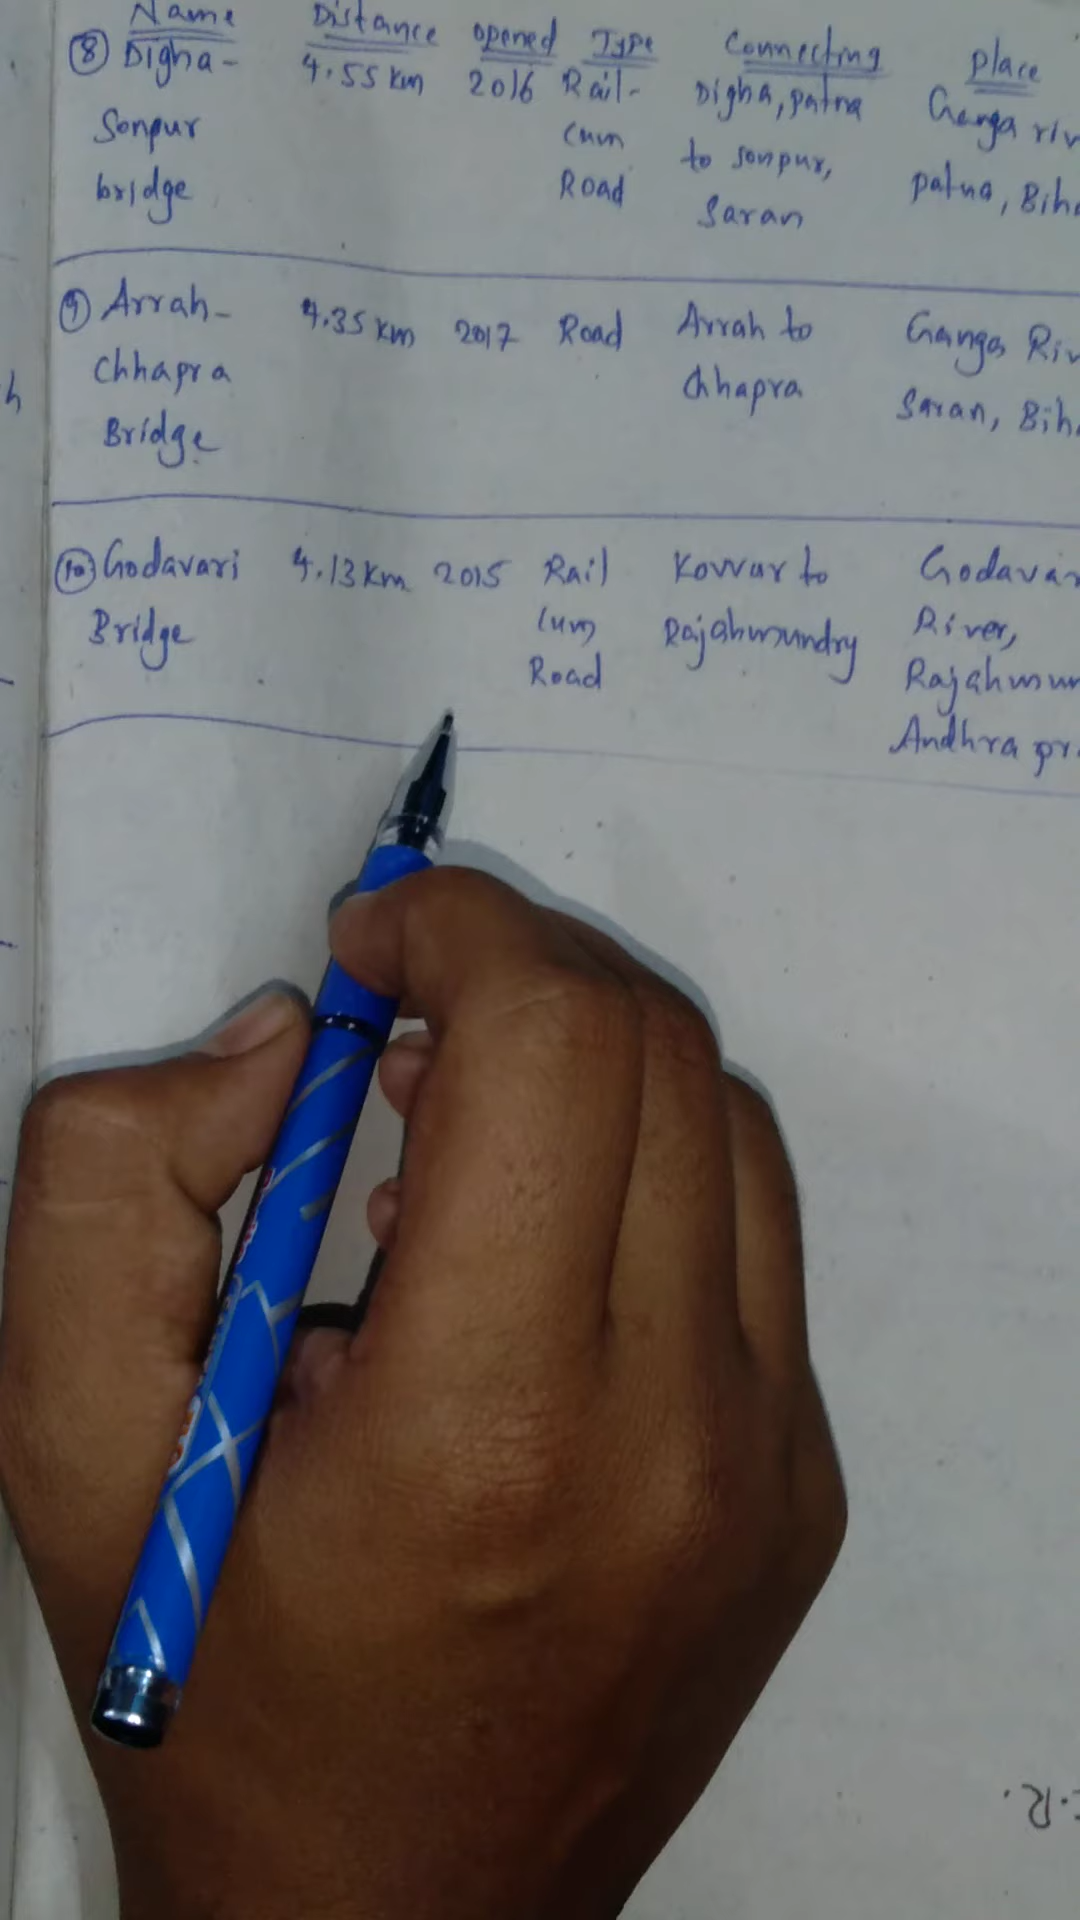 Name Distance opened Type Connecting place
8 Digha- 4.55 km 2016 Rail- Digha, patna Ganga riv
Sonpur cum to sonpur, patna, Biha
bridge Road Saran
9 Arrah- 4.35 km 2017 Road Arrah to Ganga Riv
Chhapra Chhapra Saran, Biha
Bridge
10 Godavari 4.13 km 2015 Rail Kovvur to Godavar
Bridge cum Rajahmundry River,
Road Rajahmun
Andhra pra
.R.